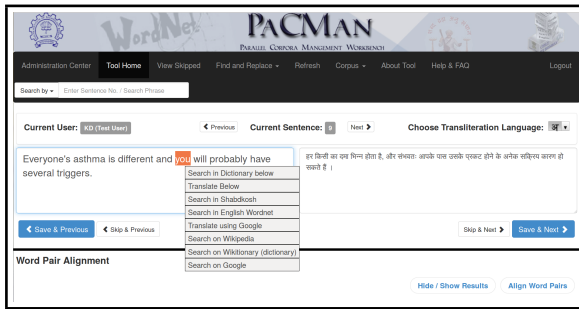 WordNet
PACMAN
PARALLEL CORPORA MANGEMENT WORKBENCH
Administration Center Tool Home View Skipped Find and Replace Refresh Corpus About Tool Help & FAQ Logout
Search by Enter Sentence No. / Search Phrase
Current User: KD (Test User) Previous Current Sentence: 9 Next Choose Transliteration Language: अ
Everyone's asthma is different and you will probably have
several triggers.
हर किसी का दमा भिन्न होता है, और संभवतः आपके पास उसके प्रकट होने के अनेक सक्रिय कारण हो
सकते हैं ।
Search in Dictionary below
Translate Below
Search in Shabdkosh
Search in English Wordnet
Translate using Google
Search on Wikipedia
Search on Wikitionary (dictionary)
Search on Google
Save & Previous Skip & Previous Skip & Next Save & Next
Word Pair Alignment
Hide / Show Results Align Word Pairs